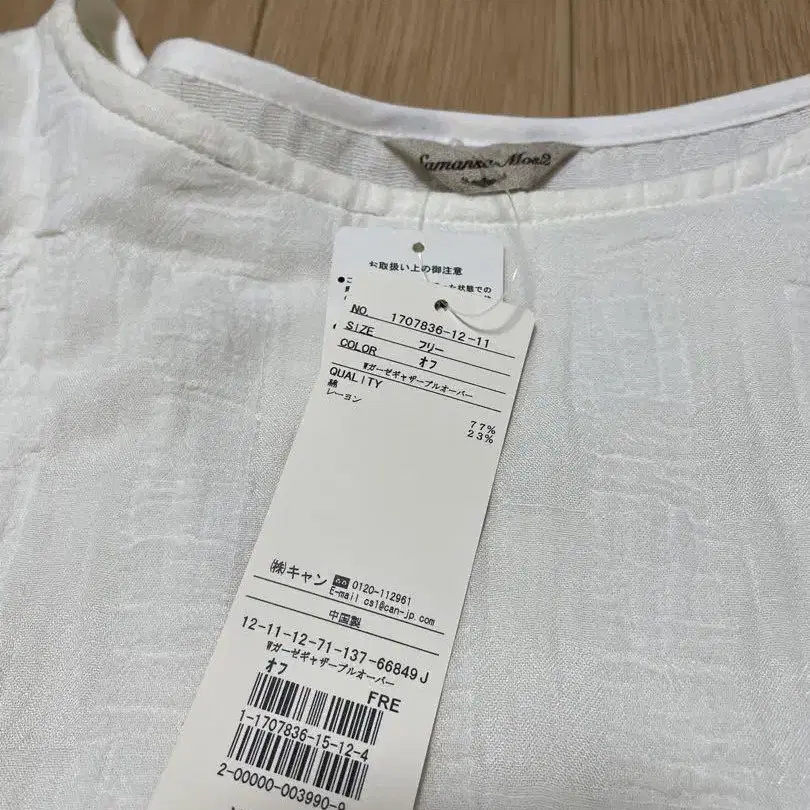 Samansa Mos2
お取扱い上の御注意
NO. 1707836-12-11
SIZE フリー
COLOR オフ
Wガーゼギャザープルオーバー
QUALITY
綿 77%
レーヨン 23%
㈱キャン 0120-112961
E-mail cs1@can-jp.com
中国製
12-11-12-71-137-66849J
Wガーゼギャザープルオーバー
オフ
FRE
1-1707836-15-12-4
2-00000-003990-9